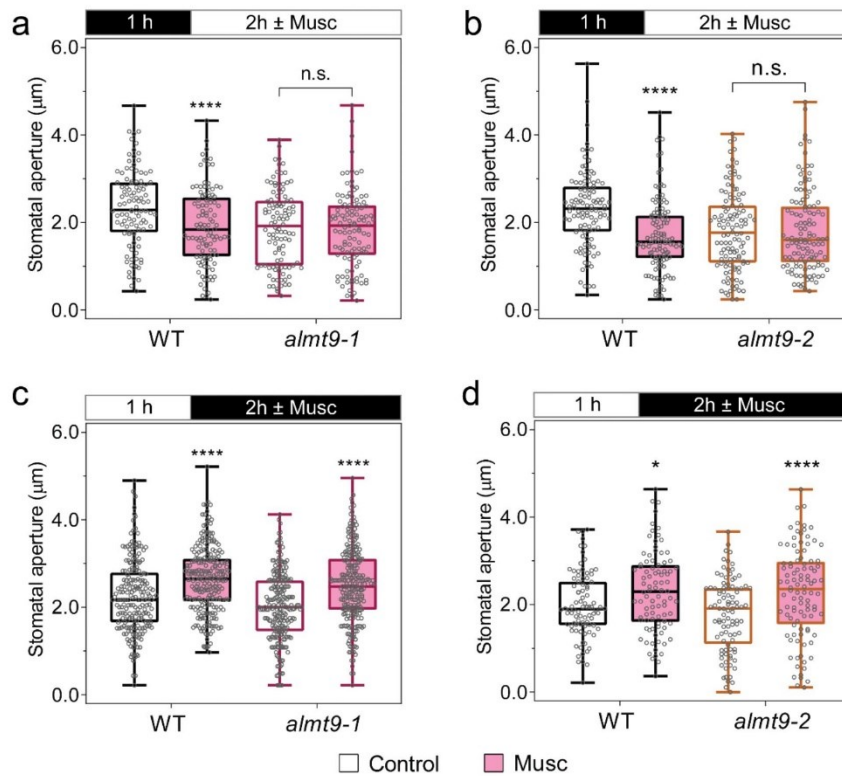 a
1 h 2h ± Musc
Stomatal aperture (μm)
6.0
4.0
2.0
0.0
****
n.s.
WT almt9-1
b
1 h 2h ± Musc
Stomatal aperture (μm)
6.0
4.0
2.0
0.0
****
n.s.
WT almt9-2
c
1 h 2h ± Musc
Stomatal aperture (μm)
6.0
4.0
2.0
0.0
****
****
WT almt9-1
d
1 h 2h ± Musc
Stomatal aperture (μm)
6.0
4.0
2.0
0.0
*
****
WT almt9-2
Control Musc